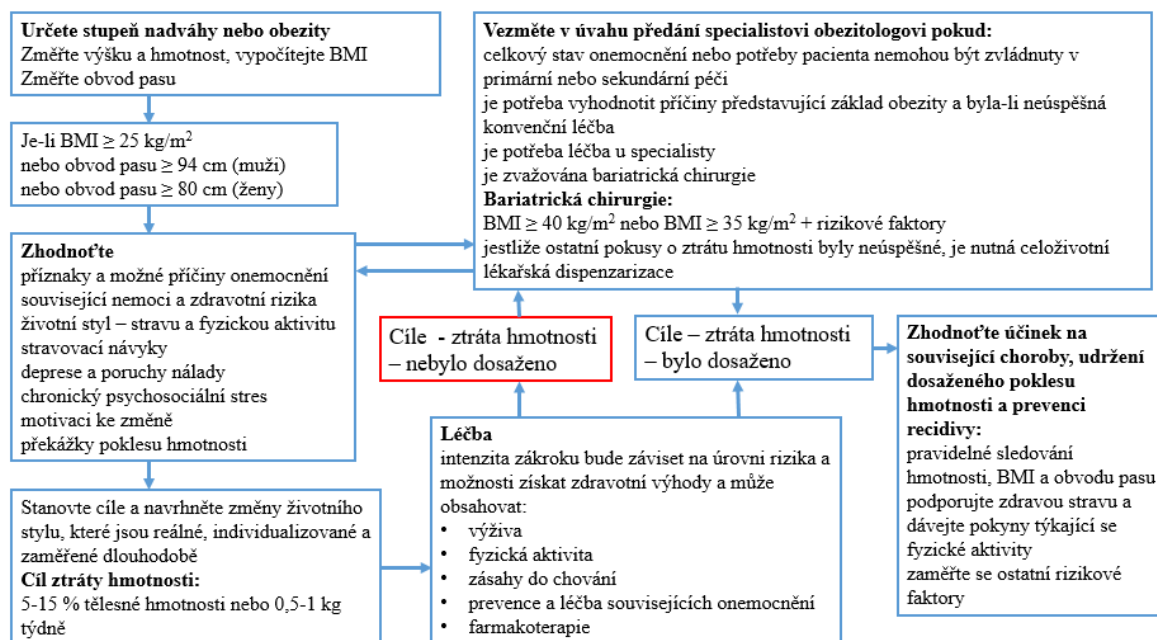 Určete stupeň nadváhy nebo obezity
Změřte výšku a hmotnost, vypočítejte BMI
Změřte obvod pasu
Je-li BMI ≥ 25 kg/m²
nebo obvod pasu ≥ 94 cm (muži)
nebo obvod pasu ≥ 80 cm (ženy)
Zhodnoťte
příznaky a možné příčiny onemocnění
související nemoci a zdravotní rizika
životní styl – stravu a fyzickou aktivitu
stravovací návyky
deprese a poruchy nálady
chronický psychosociální stres
motivaci ke změně
překážky poklesu hmotnosti
Stanovte cíle a navrhněte změny životního
stylu, které jsou reálné, individualizované a
zaměřené dlouhodobě
Cíl ztráty hmotnosti:
5-15 % tělesné hmotnosti nebo 0,5-1 kg
týdně
Vezměte v úvahu předání specialistovi obezitologovi pokud:
celkový stav onemocnění nebo potřeby pacienta nemohou být zvládnuty v
primární nebo sekundární péči
je potřeba vyhodnotit příčiny představující základ obezity a byla-li neúspěšná
konvenční léčba
je potřeba léčba u specialisty
je zvažována bariatrická chirurgie
Bariatrická chirurgie:
BMI ≥ 40 kg/m² nebo BMI ≥ 35 kg/m² + rizikové faktory
jestliže ostatní pokusy o ztrátu hmotnosti byly neúspěšné, je nutná celoživotní
lékařská dispenzarizace
Cíle - ztráta hmotnosti
– nebylo dosaženo
Cíle – ztráta hmotnosti
– bylo dosaženo
Léčba
intenzita zákroku bude záviset na úrovni rizika a
možnosti získat zdravotní výhody a může
obsahovat:
• výživa
• fyzická aktivita
• zásahy do chování
• prevence a léčba souvisejících onemocnění
• farmakoterapie
Zhodnoťte účinek na
související choroby, udržení
dosaženého poklesu
hmotnosti a prevenci
recidivy:
pravidelné sledování
hmotnosti, BMI a obvodu pasu
podporujte zdravou stravu a
dávejte pokyny týkající se
fyzické aktivity
zaměřte se ostatní rizikové
faktory